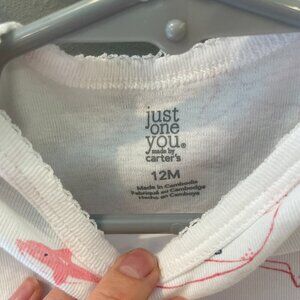 just
one
you®
made by
carter's
12M
Made in Cambodia
Fabriqué au Cambodge
Hecho en Camboya